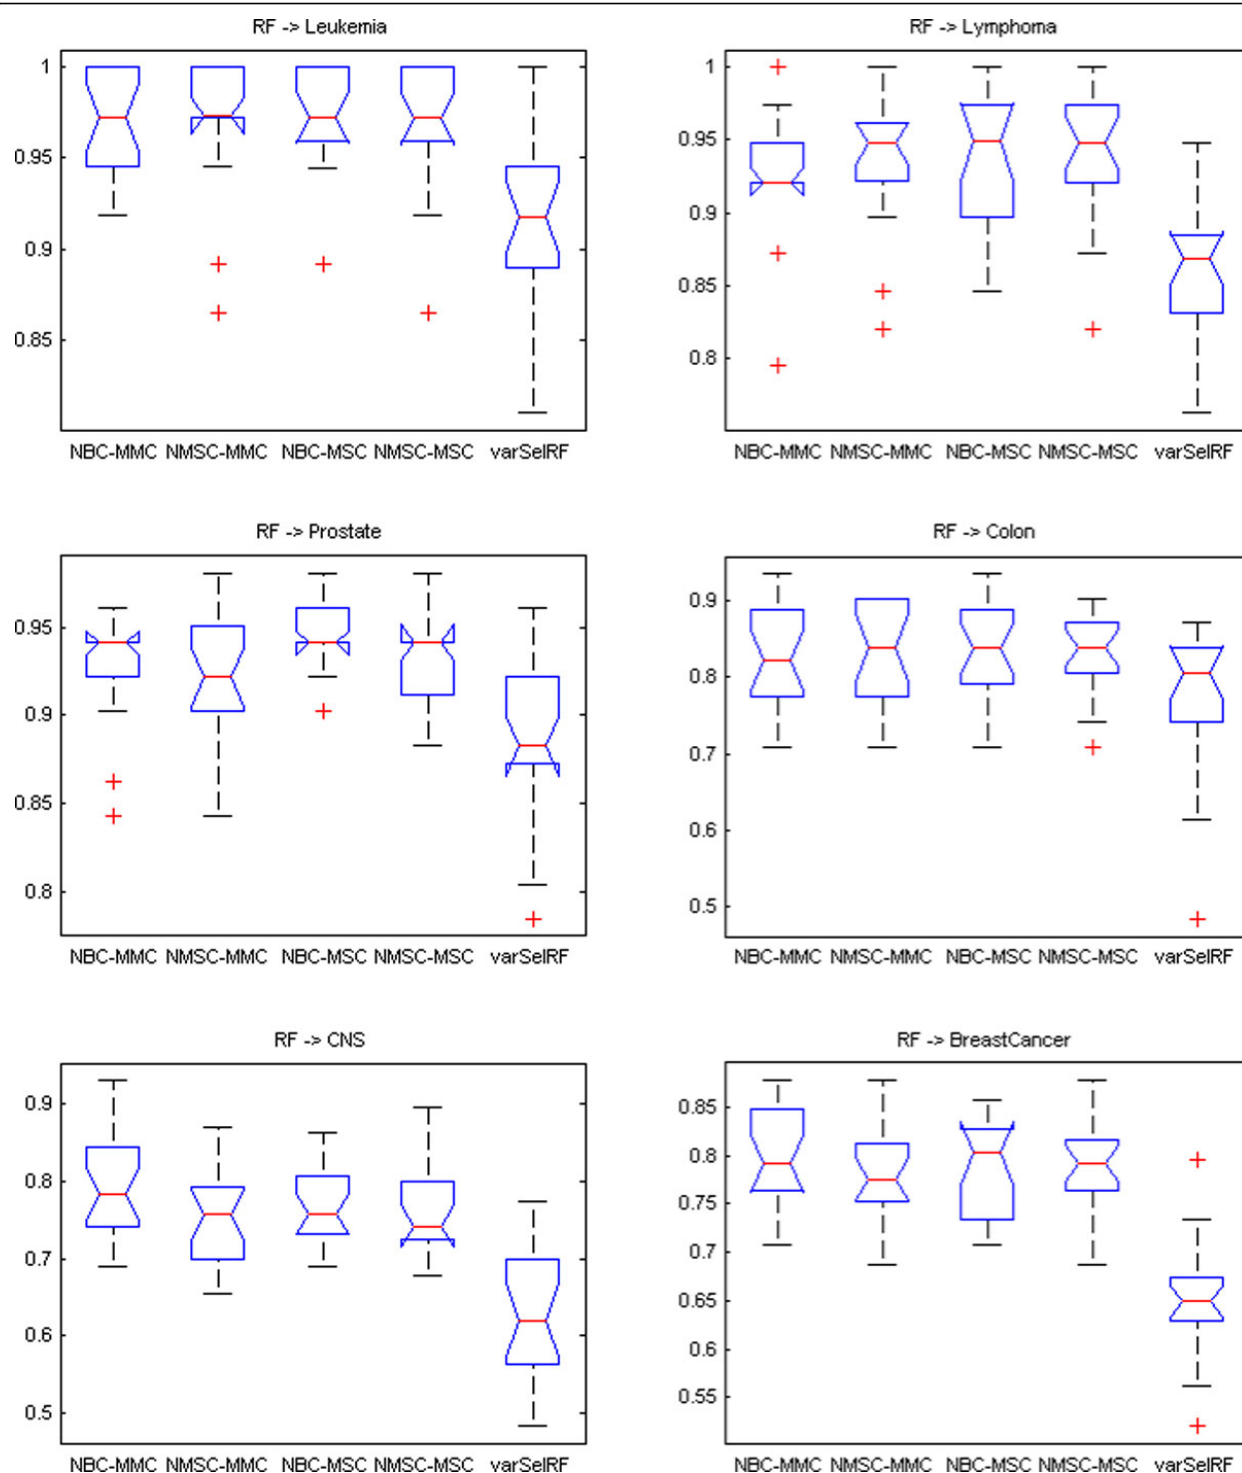 RF -> Leukemia
1
0.95
0.9
0.85
NBC-MMC NMSC-MMC NBC-MSC NMSC-MSC varSelRF
RF -> Lymphoma
1
0.95
0.9
0.85
0.8
NBC-MMC NMSC-MMC NBC-MSC NMSC-MSC varSelRF
RF -> Prostate
0.95
0.9
0.85
0.8
NBC-MMC NMSC-MMC NBC-MSC NMSC-MSC varSelRF
RF -> Colon
0.9
0.8
0.7
0.6
0.5
NBC-MMC NMSC-MMC NBC-MSC NMSC-MSC varSelRF
RF -> CNS
0.9
0.8
0.7
0.6
0.5
NBC-MMC NMSC-MMC NBC-MSC NMSC-MSC varSelRF
RF -> BreastCancer
0.85
0.8
0.75
0.7
0.65
0.6
0.55
NBC-MMC NMSC-MMC NBC-MSC NMSC-MSC varSelRF